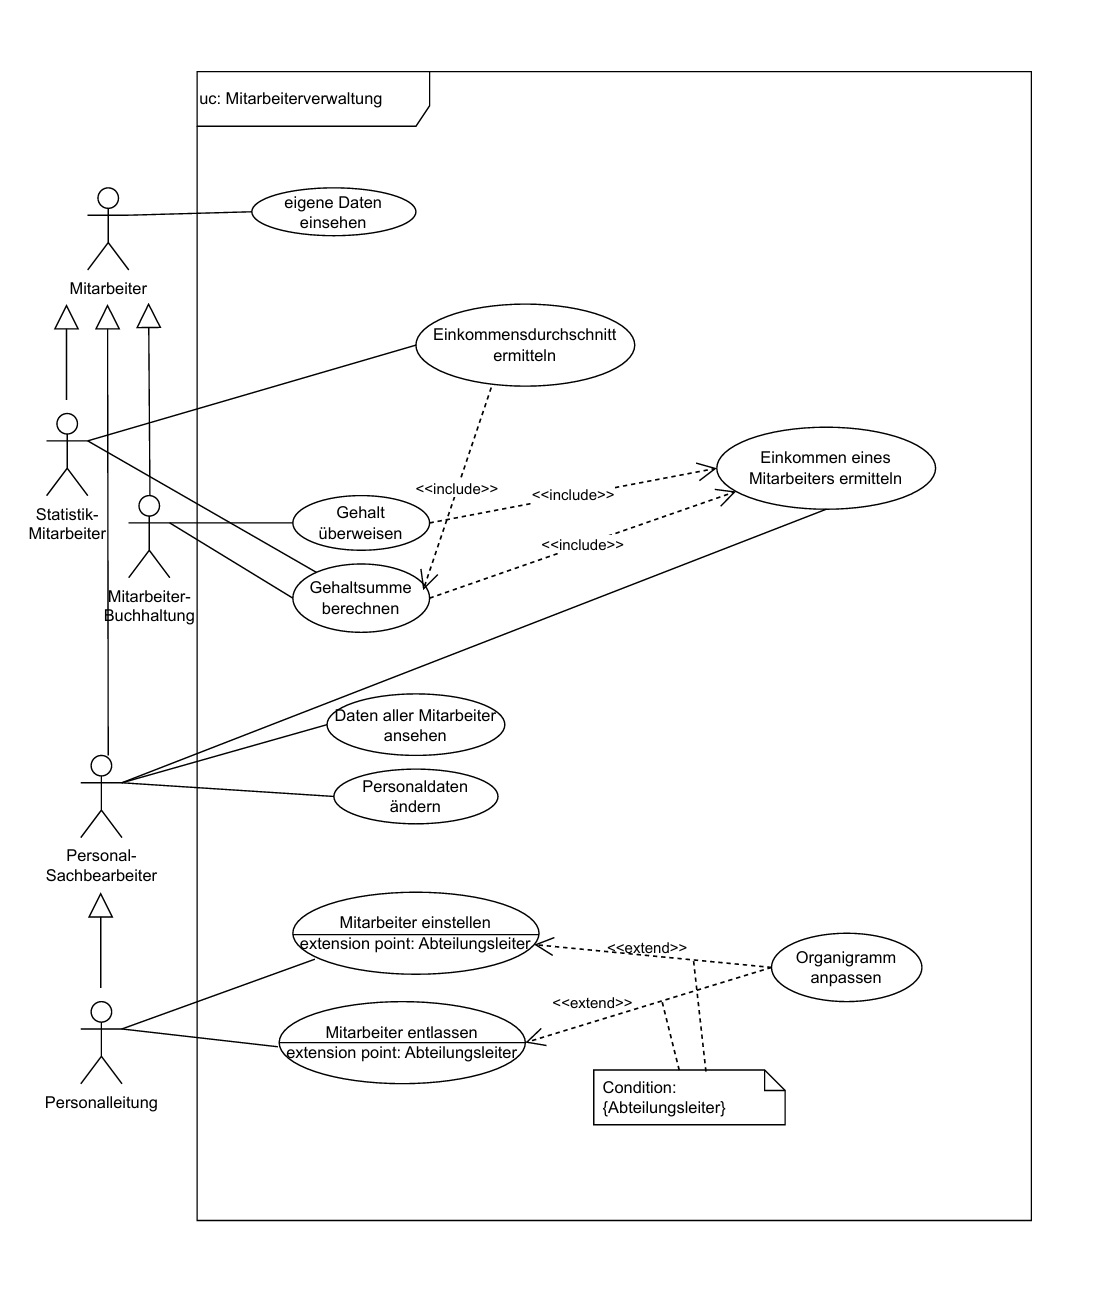 uc: Mitarbeiterverwaltung
eigene Daten
einsehen
Mitarbeiter
Einkommensdurchschnitt
ermitteln
Einkommen eines
Mitarbeiters ermitteln
<<include>>
<<include>>
Statistik-
Mitarbeiter
Gehalt
überweisen
<<include>>
Gehaltsumme
berechnen
Mitarbeiter-
Buchhaltung
Daten aller Mitarbeiter
ansehen
Personaldaten
ändern
Personal-
Sachbearbeiter
Mitarbeiter einstellen
extension point: Abteilungsleiter
<<extend>>
Organigramm
anpassen
<<extend>>
Mitarbeiter entlassen
extension point: Abteilungsleiter
Personalleitung
Condition:
{Abteilungsleiter}